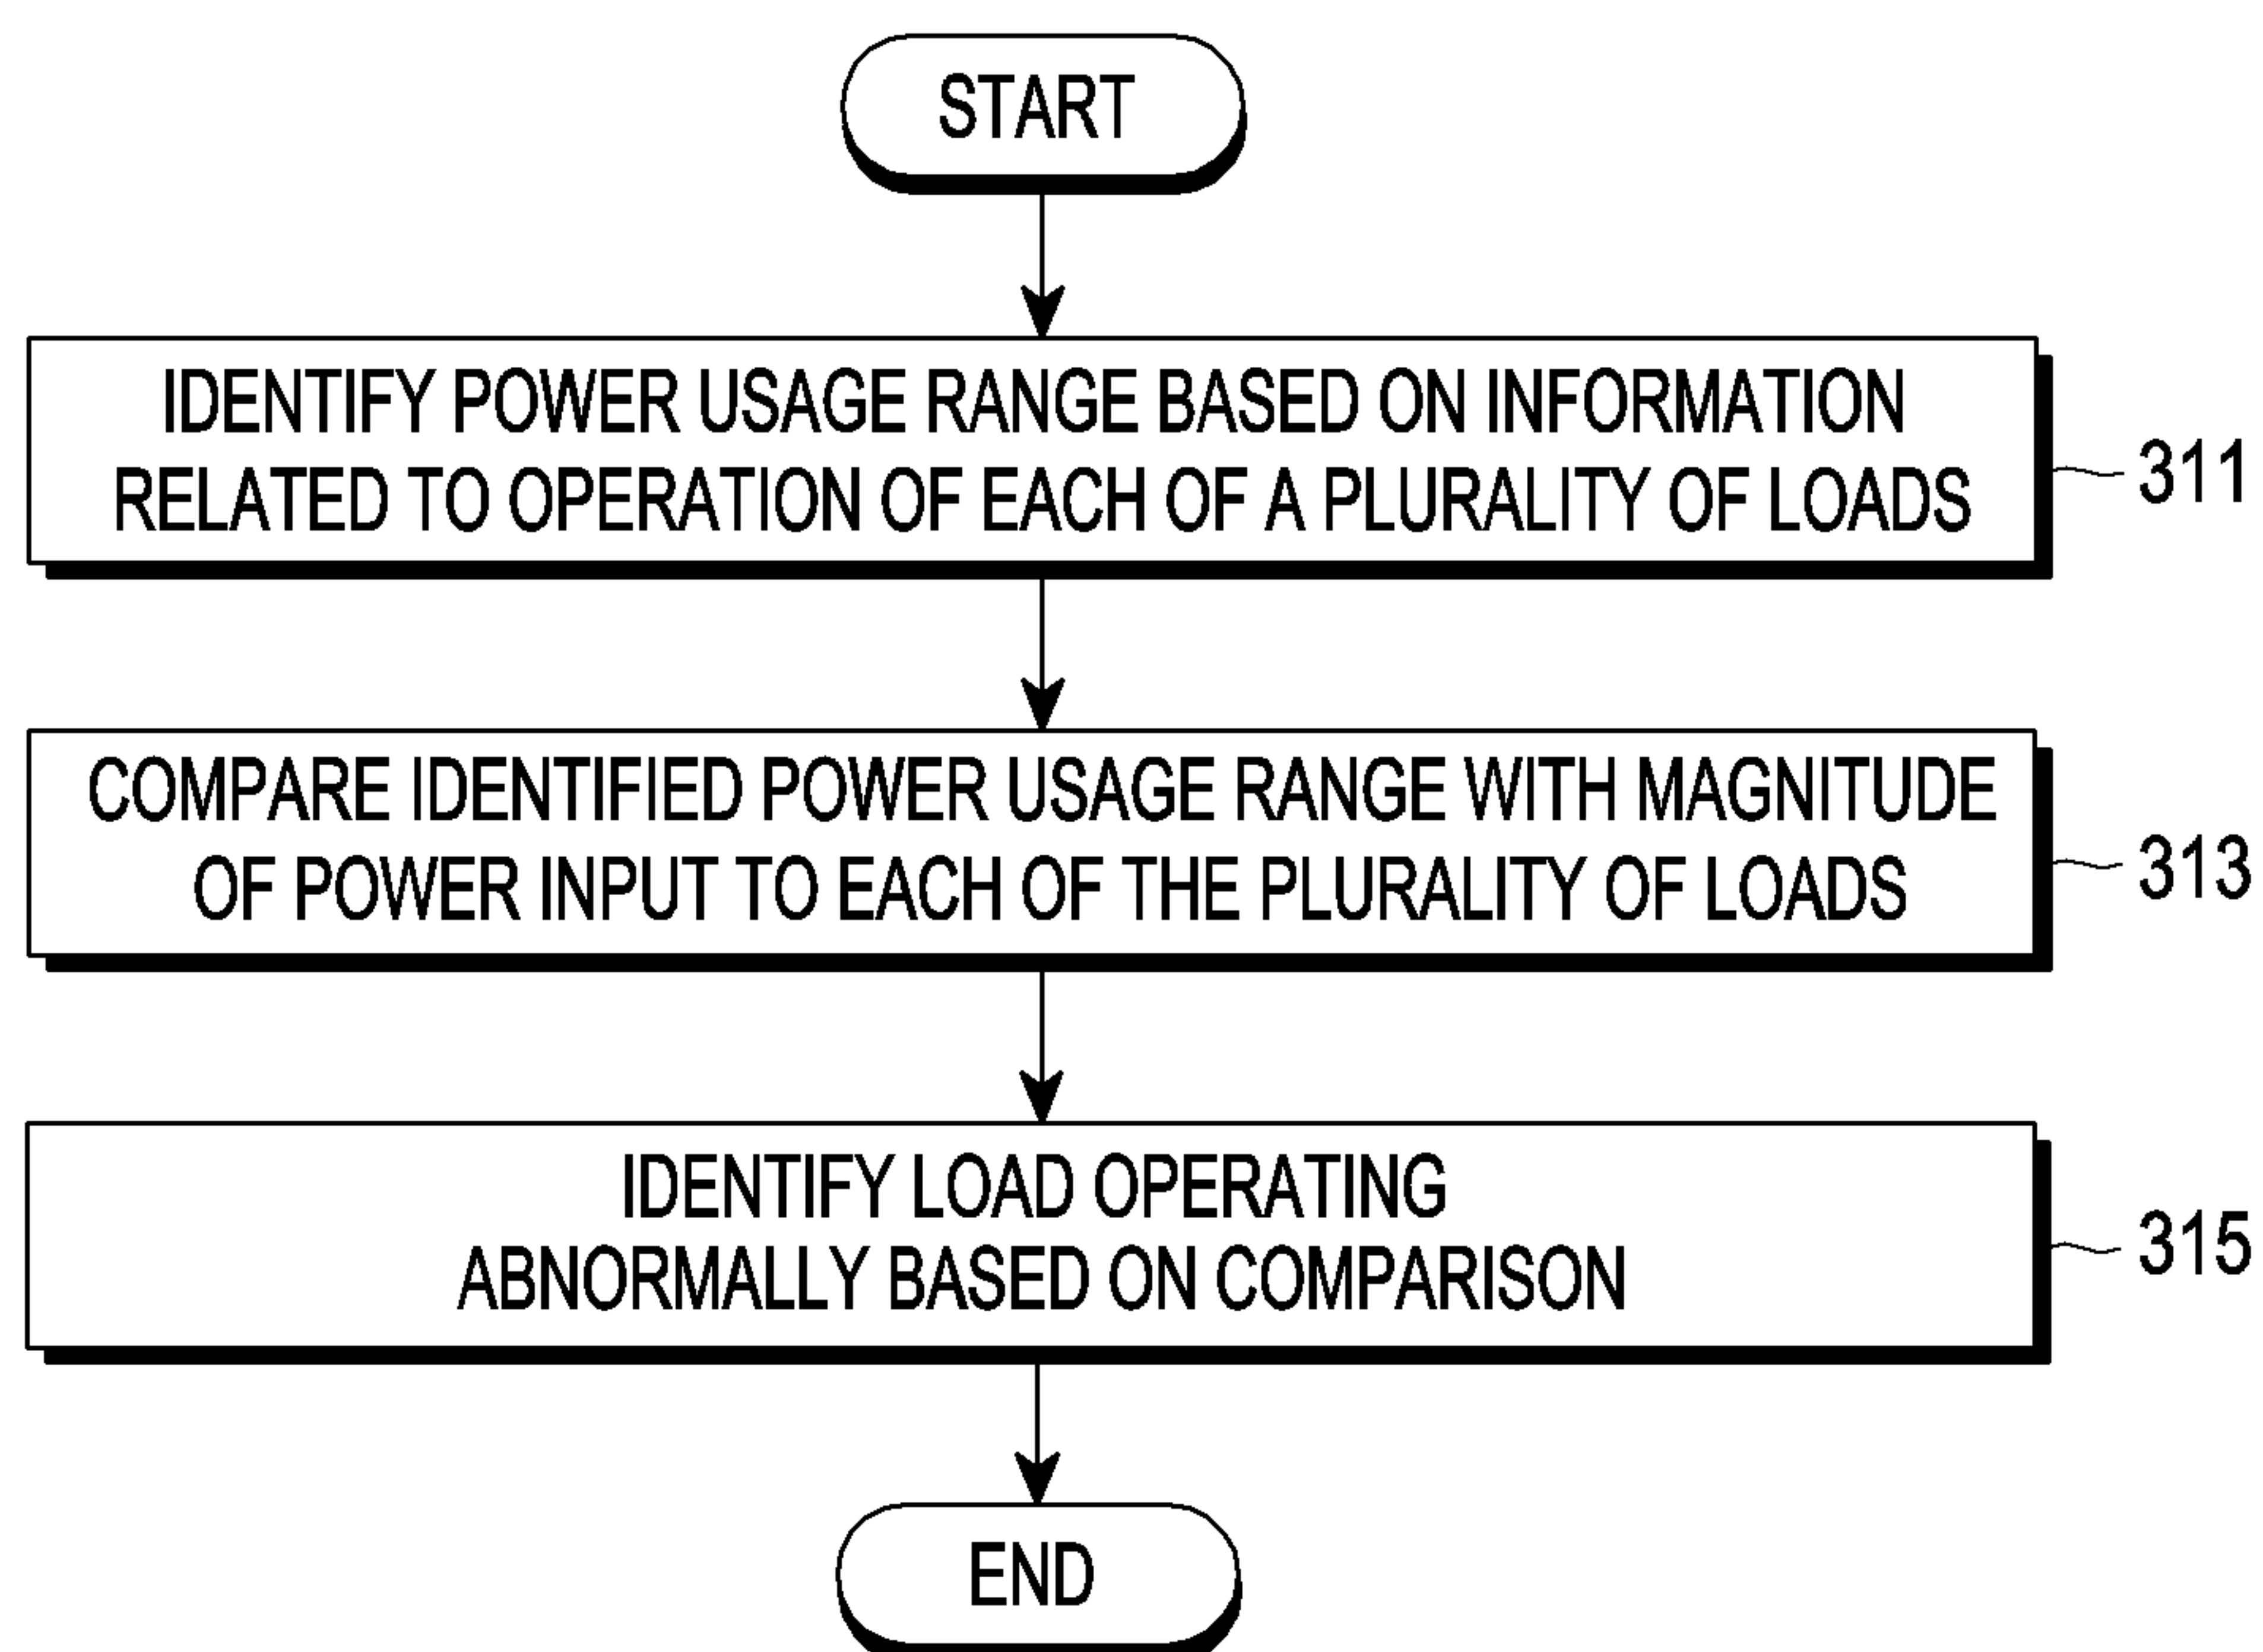 START
IDENTIFY POWER USAGE RANGE BASED ON INFORMATION
RELATED TO OPERATION OF EACH OF A PLURALITY OF LOADS
311
COMPARE IDENTIFIED POWER USAGE RANGE WITH MAGNITUDE
OF POWER INPUT TO EACH OF THE PLURALITY OF LOADS
313
IDENTIFY LOAD OPERATING
ABNORMALLY BASED ON COMPARISON
315
END